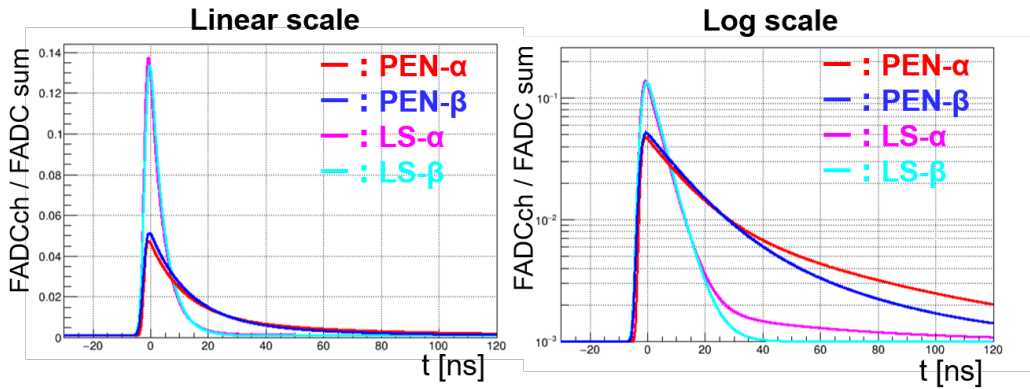 Linear scale
FADCch / FADC sum
0.14
0.12
0.1
0.08
0.06
0.04
0.02
0
−20
0
20
40
60
80
100
120
t [ns]
: PEN-α
: PEN-β
: LS-α
: LS-β
Log scale
FADCch / FADC sum
10⁻¹
10⁻²
10⁻³
−20
0
20
40
60
80
100
120
t [ns]
: PEN-α
: PEN-β
: LS-α
: LS-β